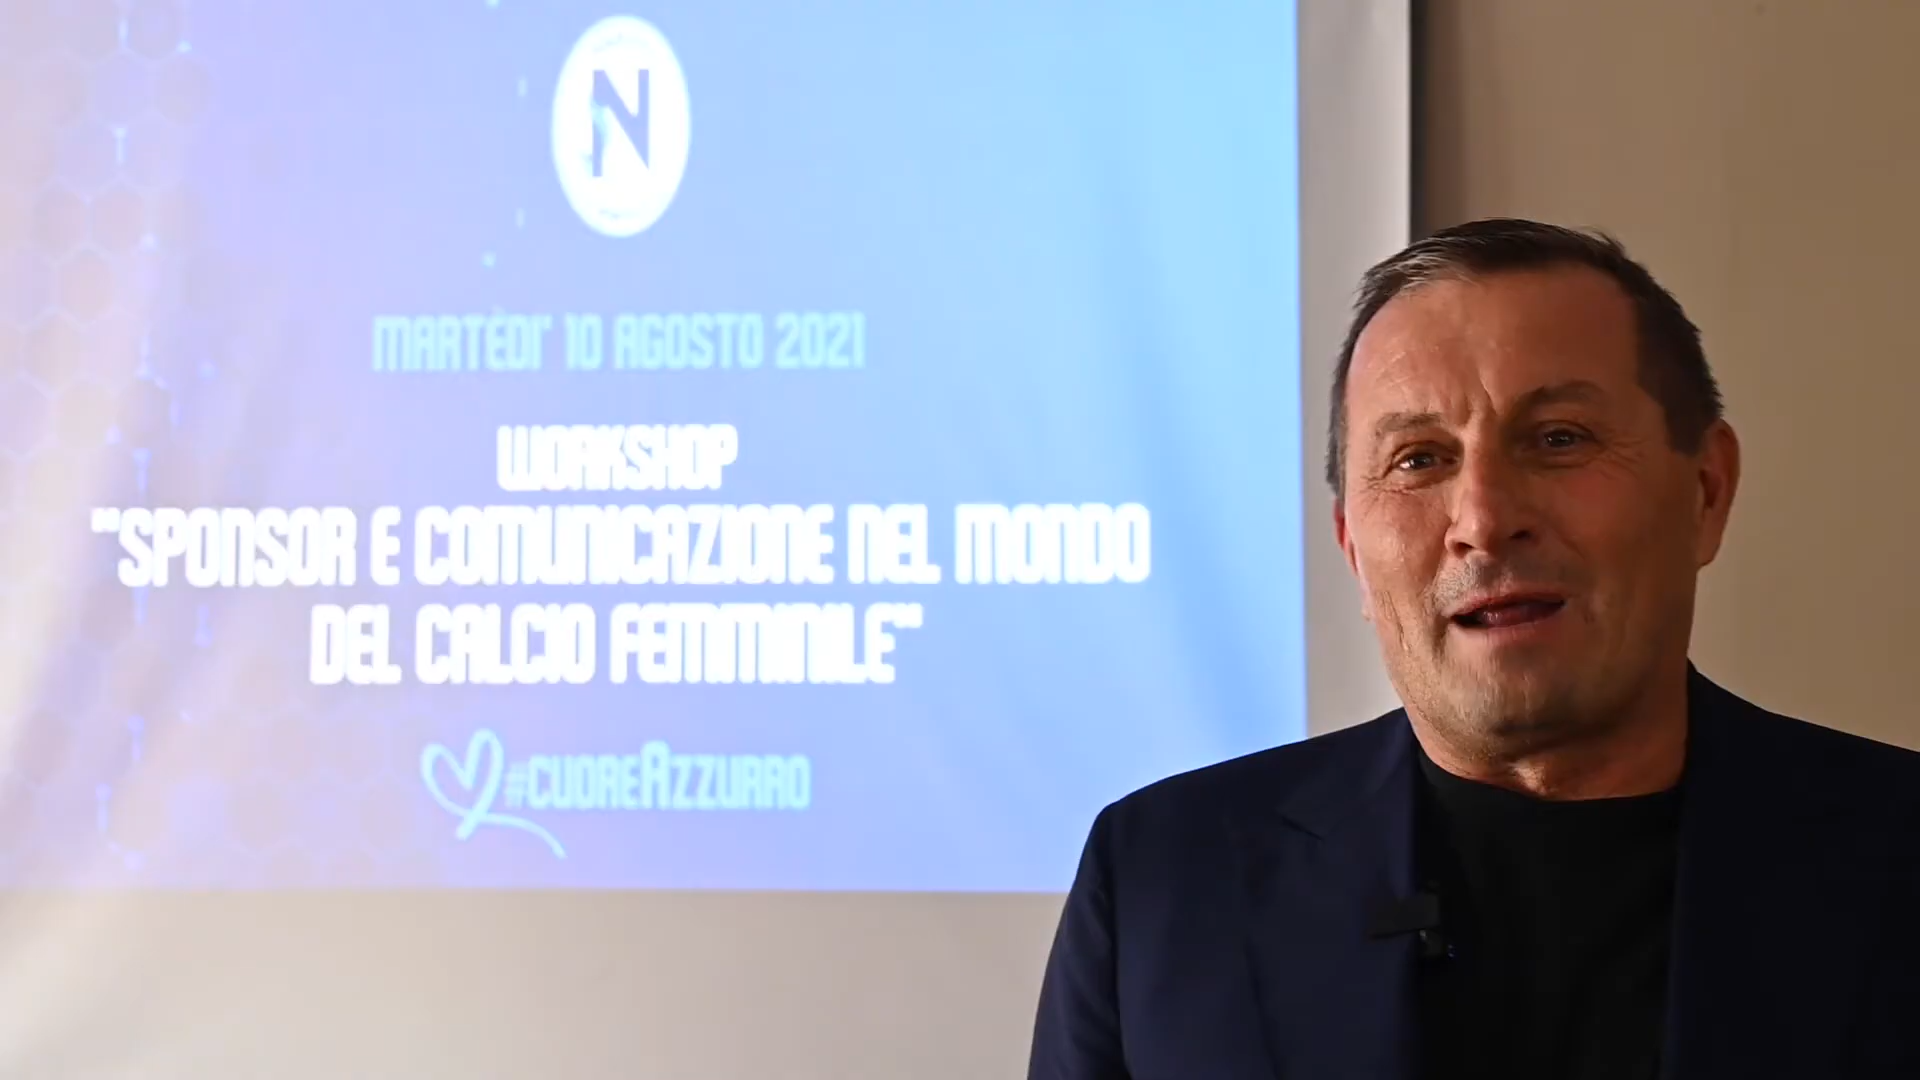 N
MARTEDI' 10 AGOSTO 2021
WORKSHOP
"SPONSOR E COMUNICAZIONE NEL MONDO
DEL CALCIO FEMMINILE"
#CUOREAZZURRO